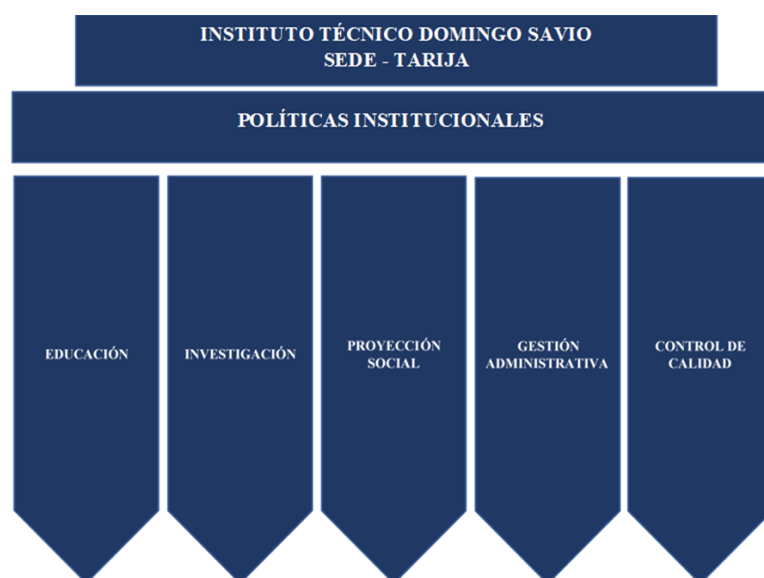 INSTITUTO TÉCNICO DOMINGO SAVIO
SEDE - TARIJA
POLÍTICAS INSTITUCIONALES
EDUCACIÓN
INVESTIGACIÓN
PROYECCIÓN
SOCIAL
GESTIÓN
ADMINISTRATIVA
CONTROL DE
CALIDAD